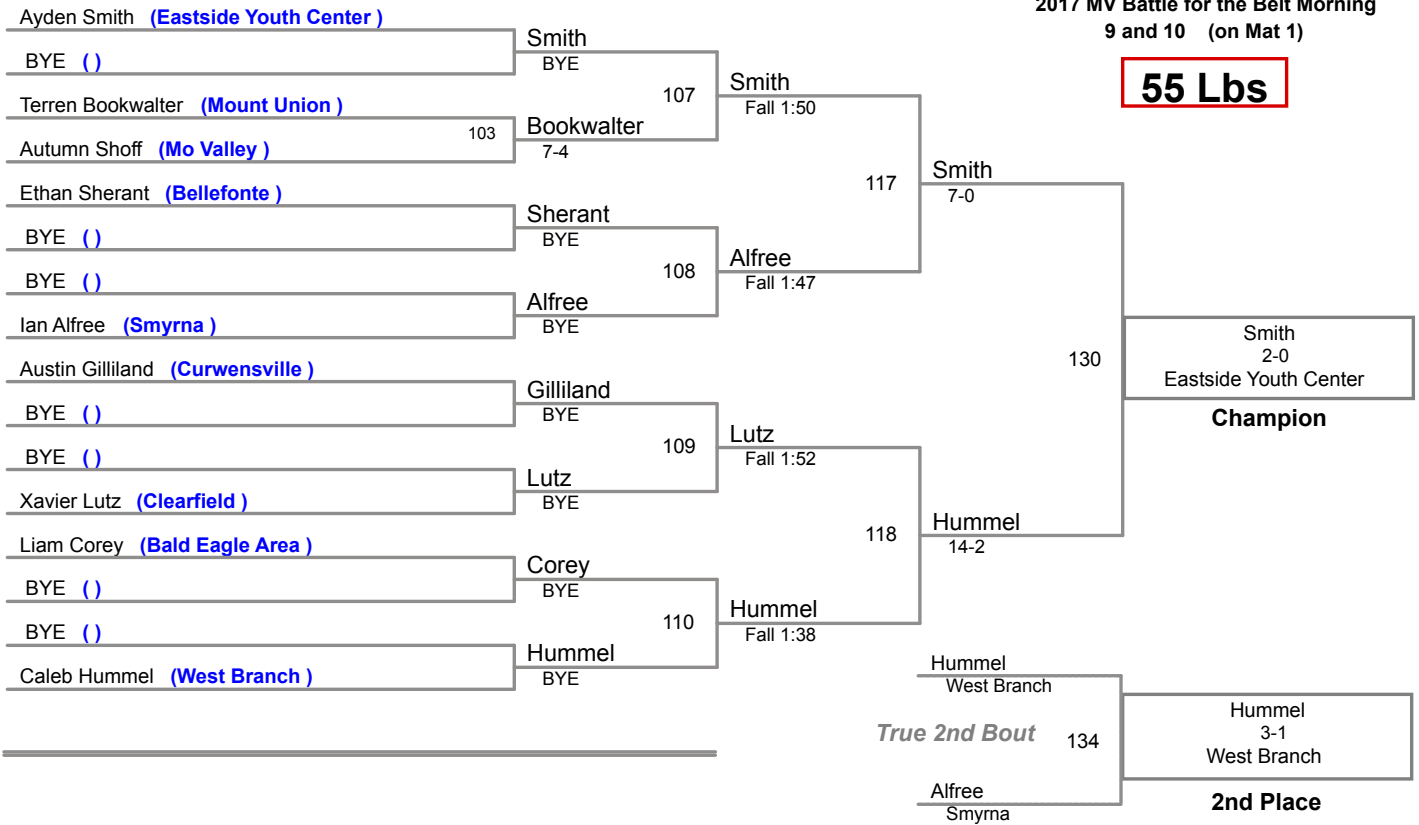 2017 MV Battle for the Belt Morning
9 and 10 (on Mat 1)
55 Lbs
Ayden Smith (Eastside Youth Center )
BYE ( )
Terren Bookwalter (Mount Union )
Autumn Shoff (Mo Valley )
Ethan Sherant (Bellefonte )
BYE ( )
BYE ( )
Ian Alfree (Smyrna )
Austin Gilliland (Curwensville )
BYE ( )
BYE ( )
Xavier Lutz (Clearfield )
Liam Corey (Bald Eagle Area )
BYE ( )
BYE ( )
Caleb Hummel (West Branch )
Smith
BYE
103
Bookwalter
7-4
Sherant
BYE
Alfree
BYE
Gilliland
BYE
Lutz
BYE
Corey
BYE
Hummel
BYE
107
Smith
Fall 1:50
108
Alfree
Fall 1:47
109
Lutz
Fall 1:52
110
Hummel
Fall 1:38
117
Smith
7-0
118
Hummel
14-2
130
Smith
2-0
Eastside Youth Center
Champion
Hummel
West Branch
True 2nd Bout
134
Alfree
Smyrna
Hummel
3-1
West Branch
2nd Place